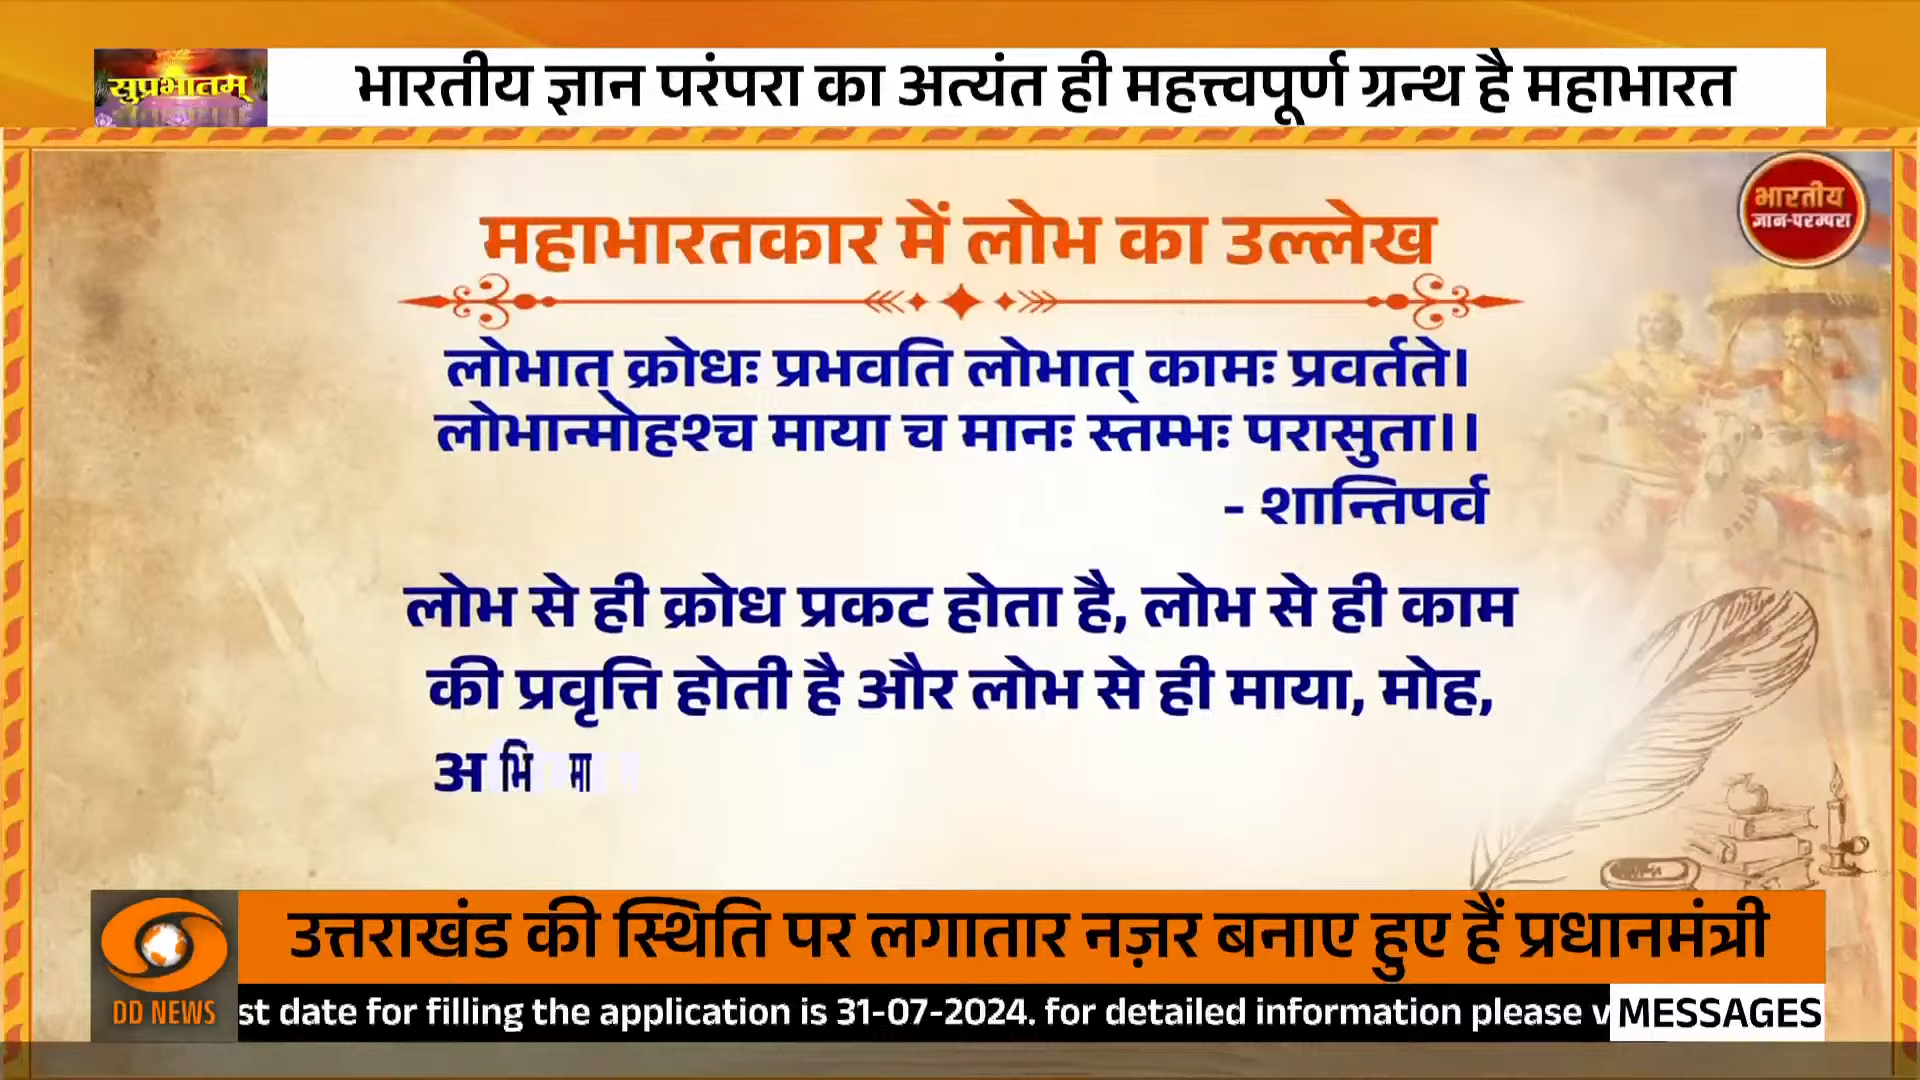 सुप्रभातम्
भारतीय ज्ञान परंपरा का अत्यंत ही महत्त्वपूर्ण ग्रन्थ है महाभारत
भारतीय
ज्ञान-परम्परा
महाभारतकार में लोभ का उल्लेख
लोभात् क्रोधः प्रभवति लोभात् कामः प्रवर्तते।
लोभान्मोहश्च माया च मानः स्तम्भः परासुता।।
- शान्तिपर्व
लोभ से ही क्रोध प्रकट होता है, लोभ से ही काम
की प्रवृत्ति होती है और लोभ से ही माया, मोह,
अभिमा
उत्तराखंड की स्थिति पर लगातार नज़र बनाए हुए हैं प्रधानमंत्री
DD NEWS
st date for filling the application is 31-07-2024. for detailed information please
MESSAGES